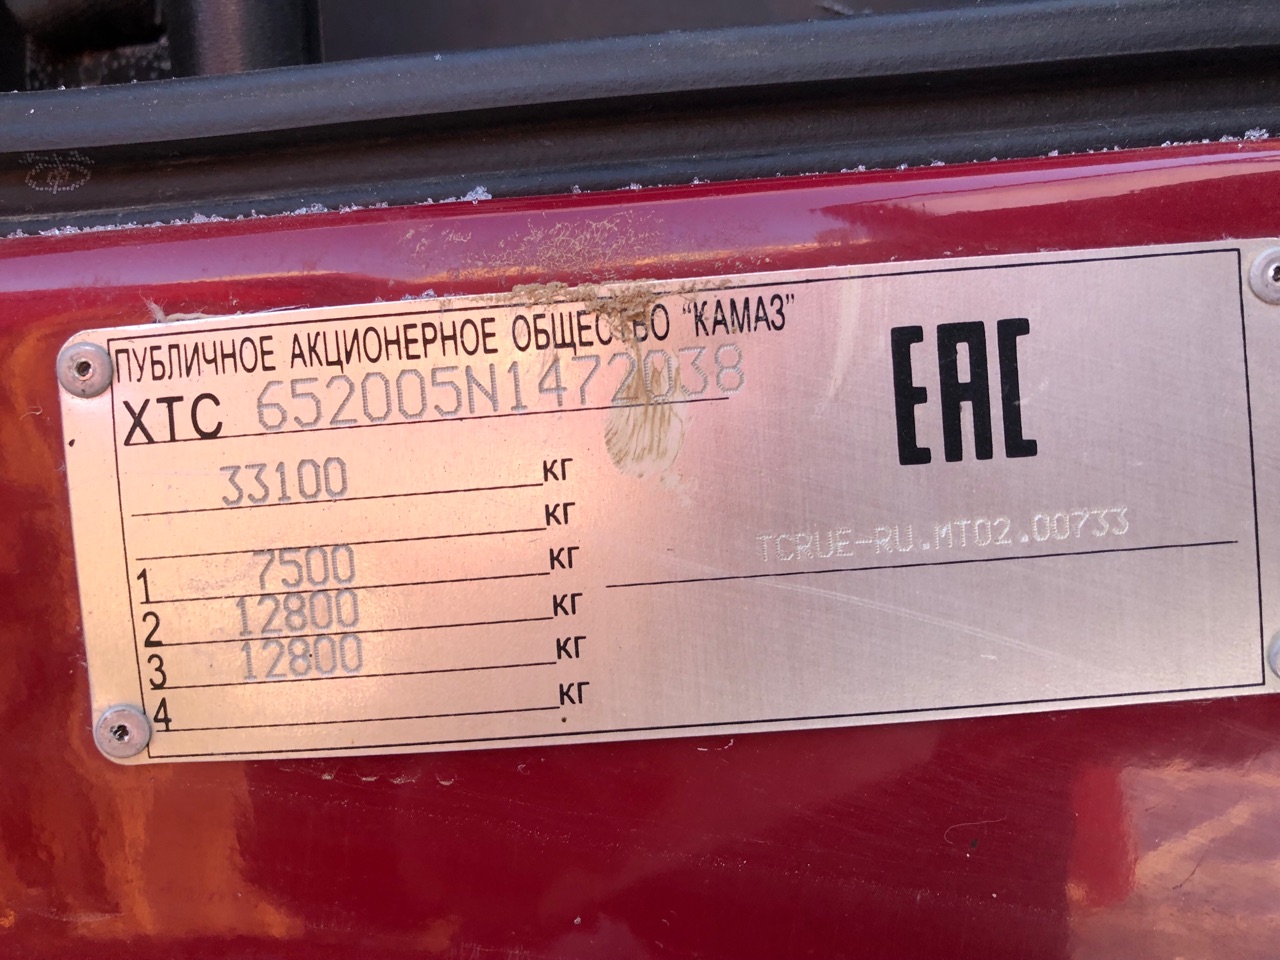 ПУБЛИЧНОЕ АКЦИОНЕРНОЕ ОБЩЕСТВО "КАМАЗ"
ХТС 652005N1472038
33100 кг
кг
1 7500 кг
2 12800 кг
3 12800 кг
4 кг
EAC
TCRUE-RU.MT02.00733